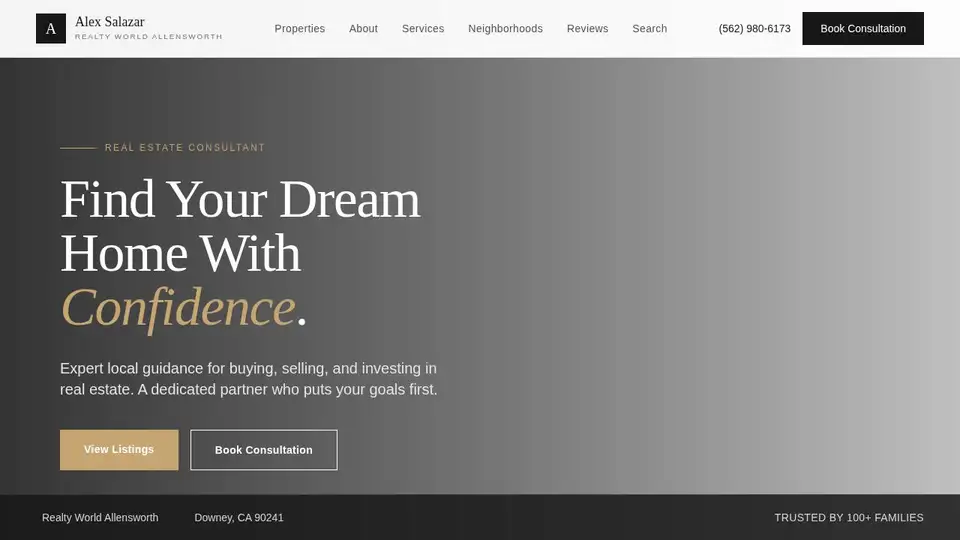 A
Alex Salazar
REALTY WORLD ALLENSWORTH
Properties About Services Neighborhoods Reviews Search
(562) 980-6173
Book Consultation
REAL ESTATE CONSULTANT
Find Your Dream
Home With
Confidence.
Expert local guidance for buying, selling, and investing in
real estate. A dedicated partner who puts your goals first.
View Listings
Book Consultation
Realty World Allensworth
Downey, CA 90241
TRUSTED BY 100+ FAMILIES